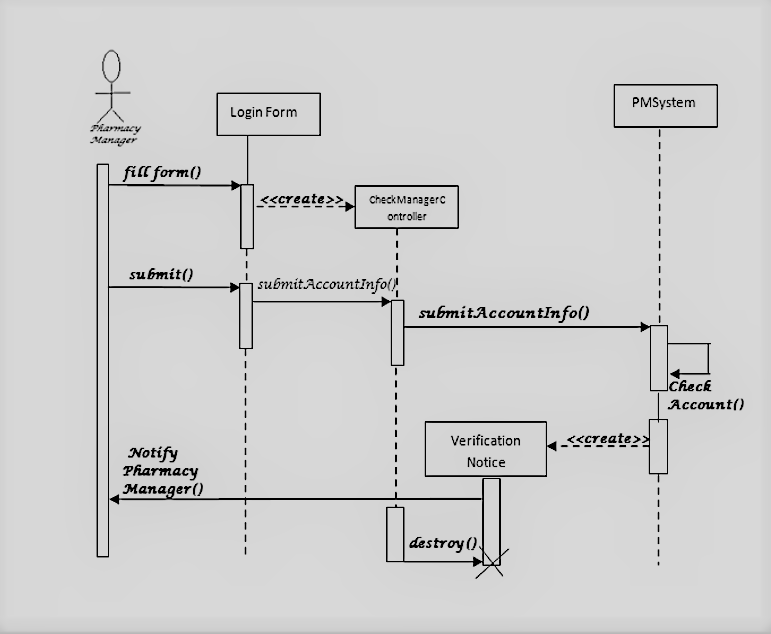 Pharmacy
Manager
Login Form
PMSystem
fill form()
<<create>>
CheckManagerC
ontroller
submit()
submitAccountInfo()
submitAccountInfo()
Check
Account()
Verification
Notice
<<create>>
Notify
Pharmacy
Manager()
destroy()